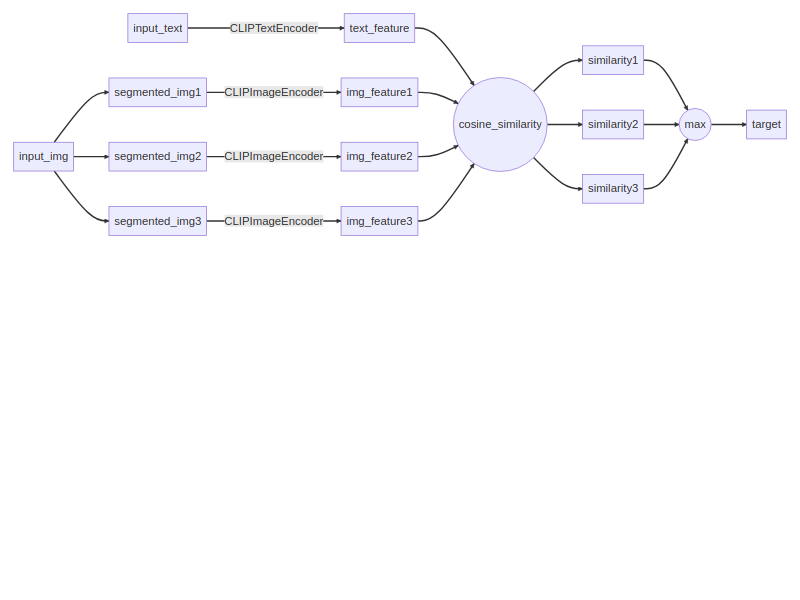 input_text CLIPTextEncoder text_feature
similarity1
segmented_img1 CLIPImageEncoder img_feature1
cosine_similarity similarity2 max target
input_img segmented_img2 CLIPImageEncoder img_feature2
similarity3
segmented_img3 CLIPImageEncoder img_feature3